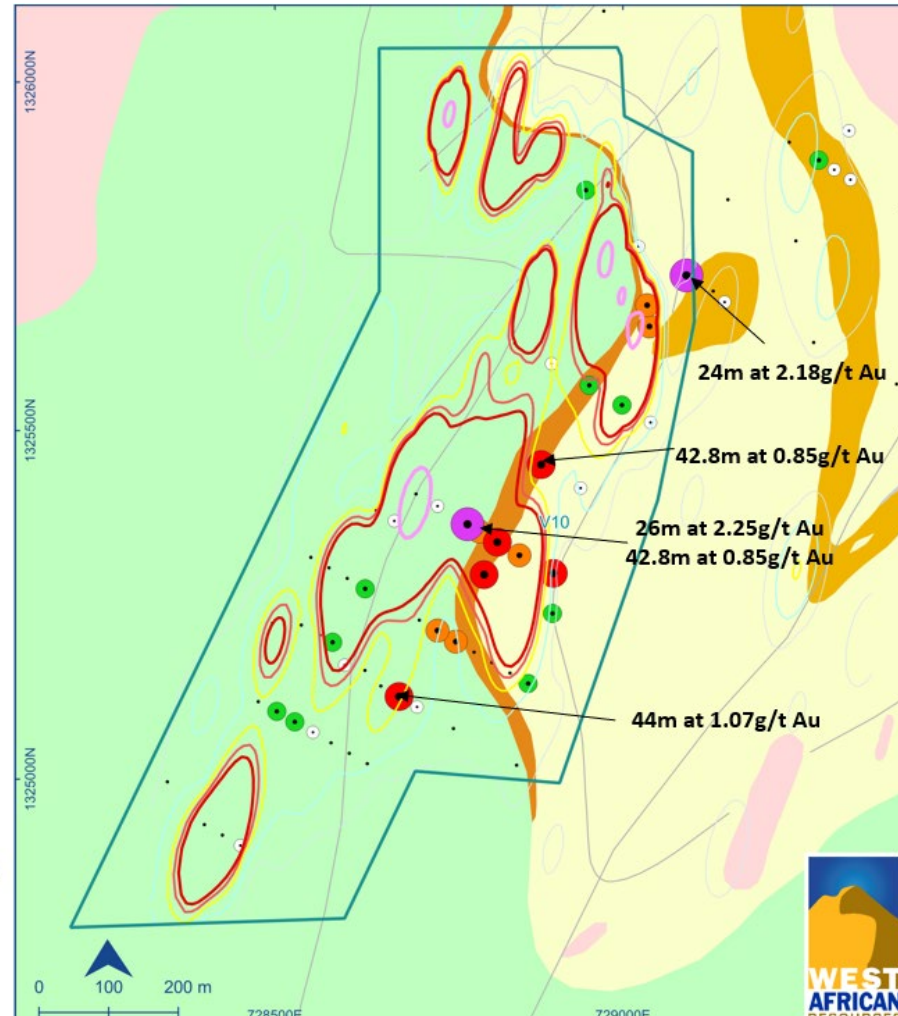 1326000N
24m at 2.18g/t Au
1325500N
42.8m at 0.85g/t Au
V10
26m at 2.25g/t Au
42.8m at 0.85g/t Au
44m at 1.07g/t Au
1325000N
0 100 200 m
728500E
729000E
WEST
AFRICAN
RESOURCES